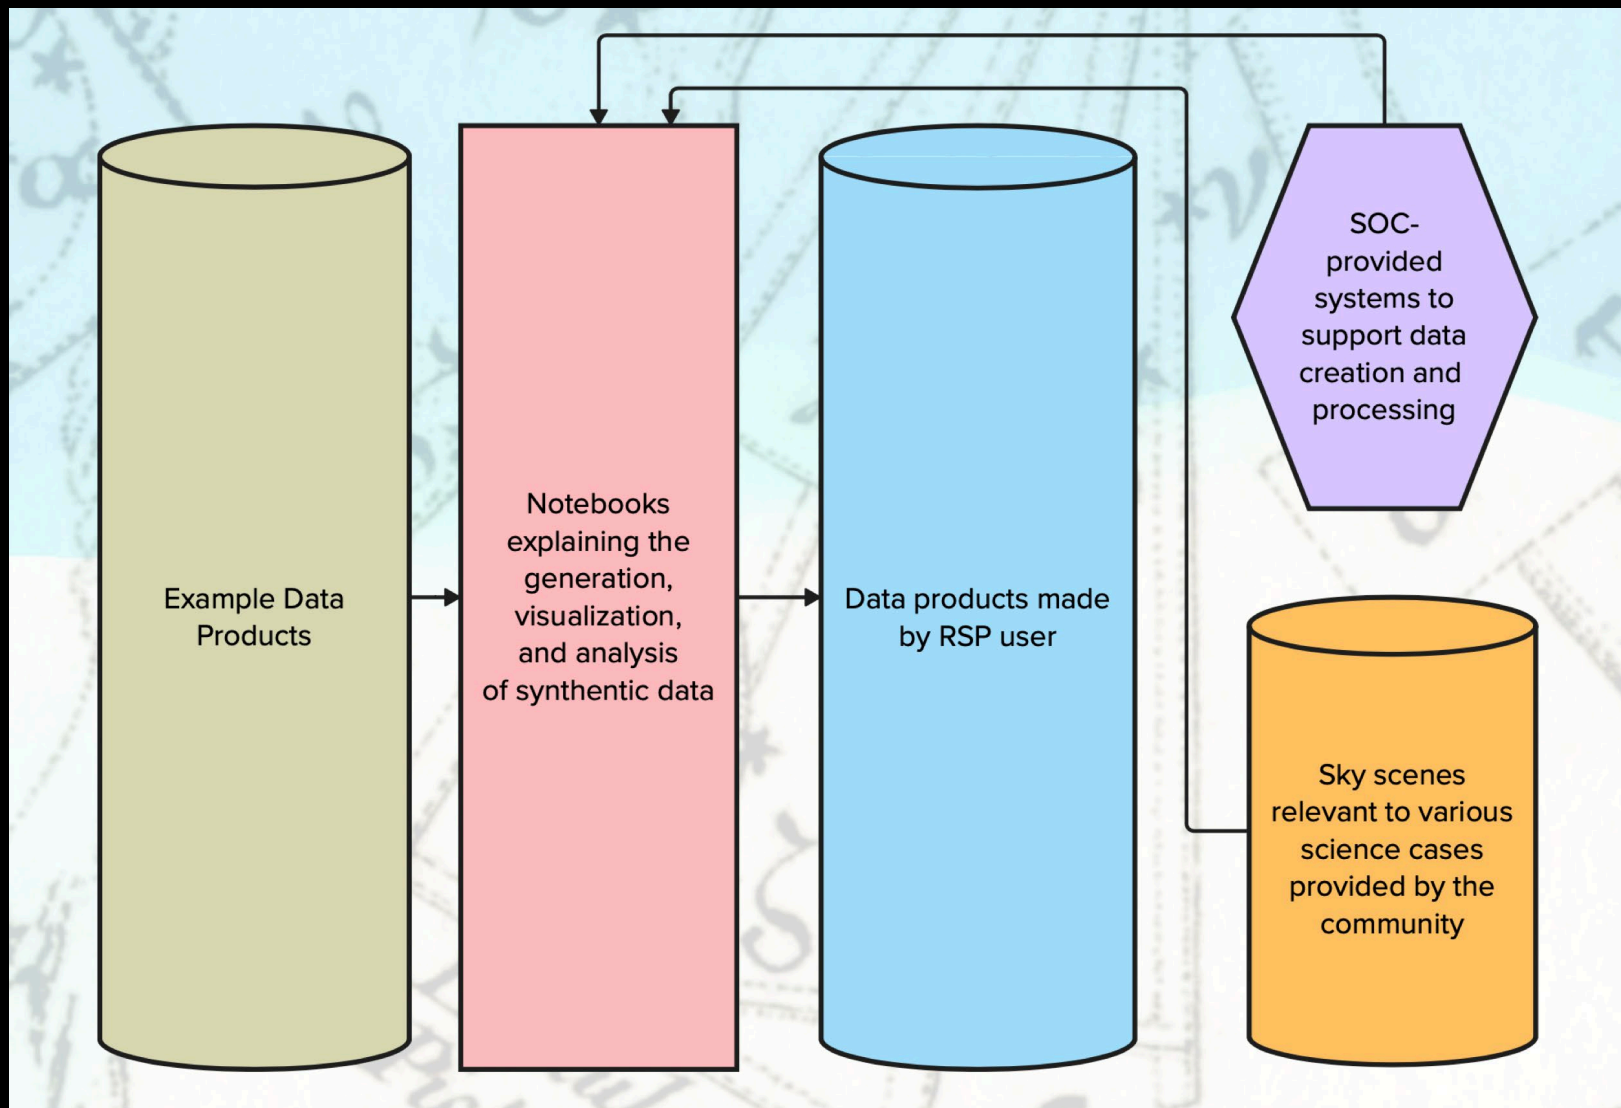 Example Data
Products
Notebooks
explaining the
generation,
visualization,
and analysis
of synthentic data
Data products made
by RSP user
SOC-
provided
systems to
support data
creation and
processing
Sky scenes
relevant to various
science cases
provided by the
community